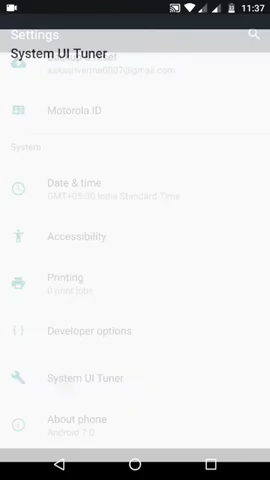 11:37
Settings
System UI Tuner
Motorola ID
System
Date & time
GMT+05:30 India Standard Time
Accessibility
Printing
0 print jobs
{ }
Developer options
System UI Tuner
About phone
Android 7.0